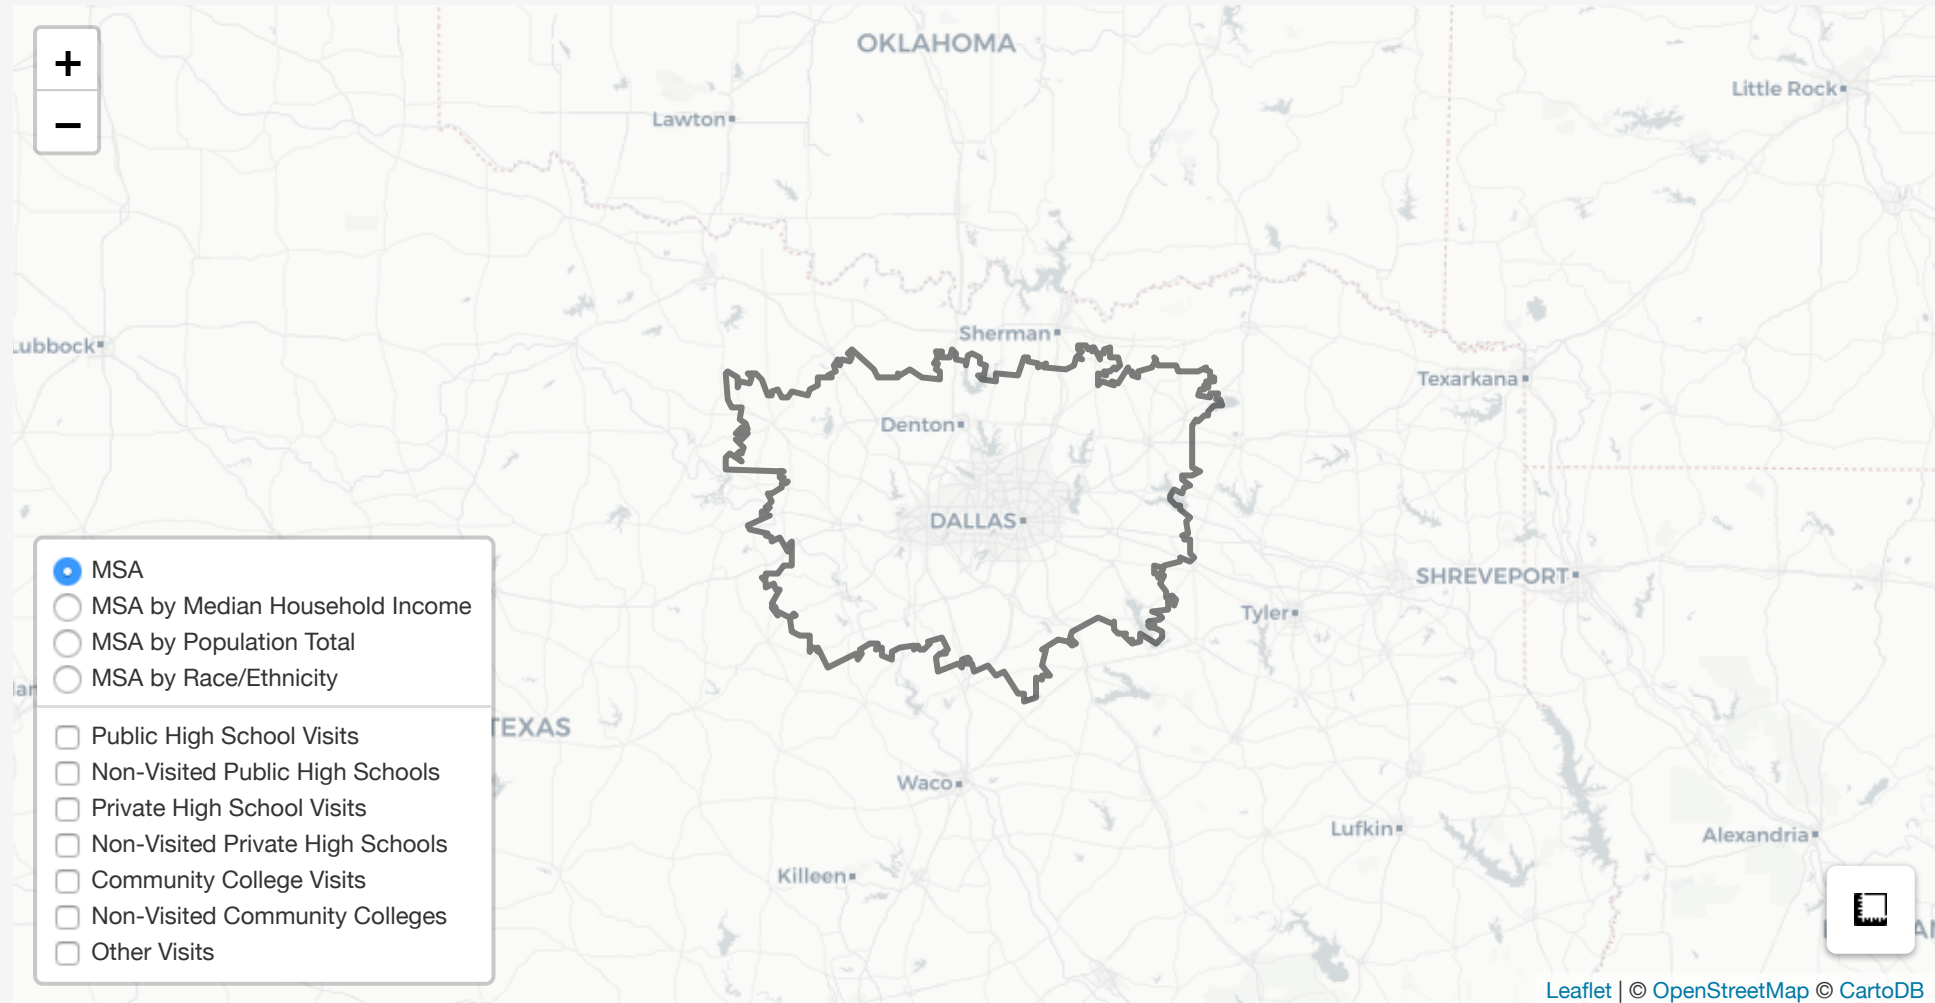 +
OKLAHOMA
Little Rock
Lawton
−
Sherman
Lubbock
Texarkana
Denton
DALLAS
MSA
SHREVEPORT
MSA by Median Household Income
Tyler
MSA by Population Total
MSA by Race/Ethnicity
TEXAS
Public High School Visits
Non-Visited Public High Schools
Waco
Private High School Visits
Lufkin
Alexandria
Non-Visited Private High Schools
Community College Visits
Killeen
Non-Visited Community Colleges
Other Visits
Leaflet | © OpenStreetMap © CartoDB